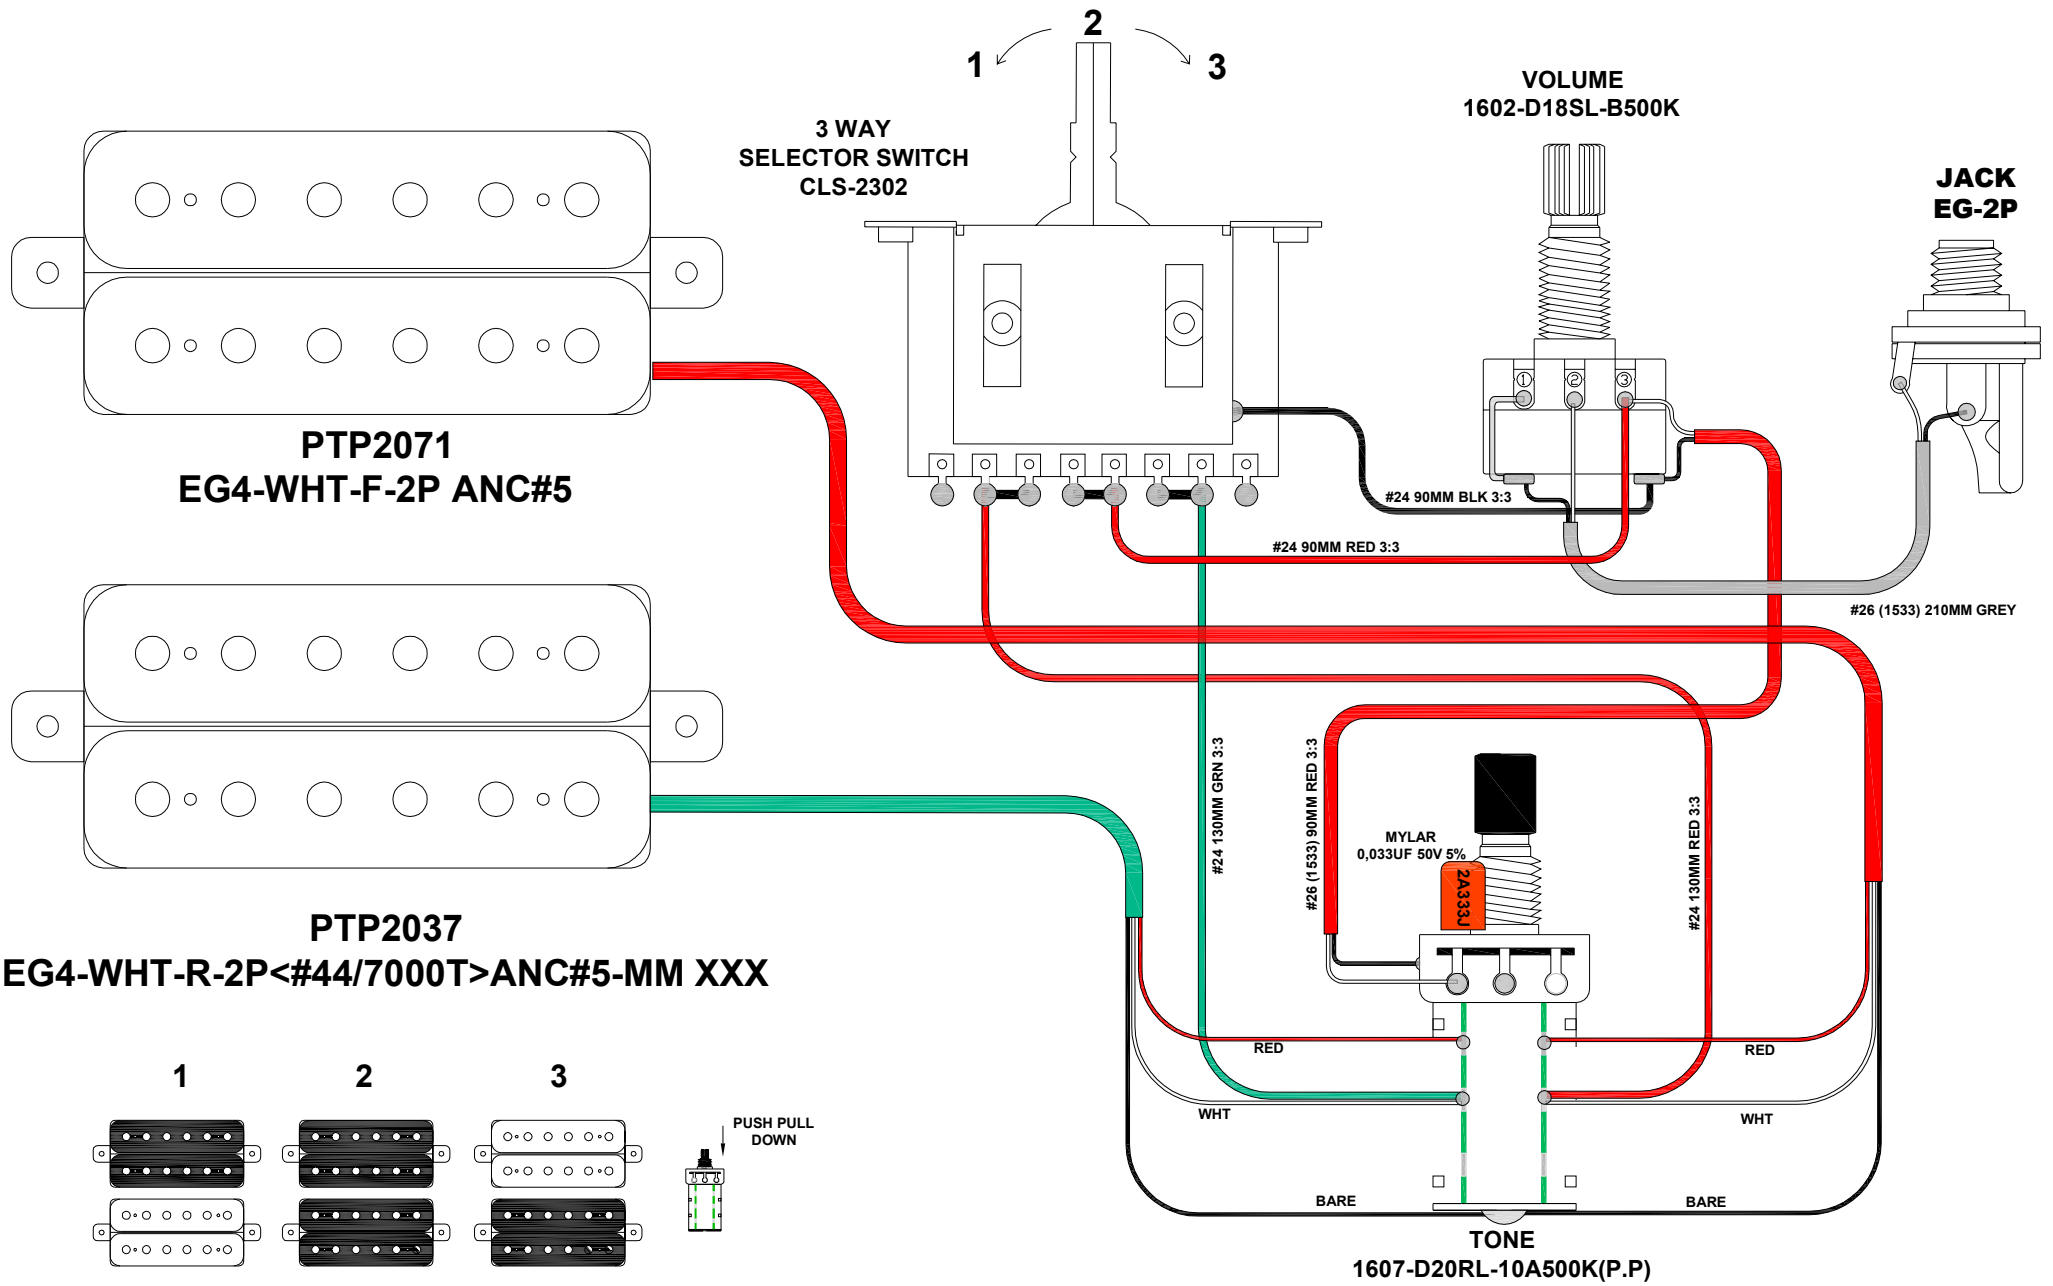 1
2
3
3 WAY
SELECTOR SWITCH
CLS-2302
VOLUME
1602-D18SL-B500K
JACK
EG-2P
1
2
3
PTP2071
EG4-WHT-F-2P ANC#5
#24 90MM BLK 3:3
#24 90MM RED 3:3
#26 (1533) 210MM GREY
#24 130MM GRN 3:3
#26 (1533) 90MM RED 3:3
MYLAR
0,033UF 50V 5%
2A333J
#24 130MM RED 3:3
PTP2037
EG4-WHT-R-2P<#44/7000T>ANC#5-MM XXX
RED
RED
WHT
WHT
BARE
BARE
1
2
3
PUSH PULL
DOWN
TONE
1607-D20RL-10A500K(P.P)